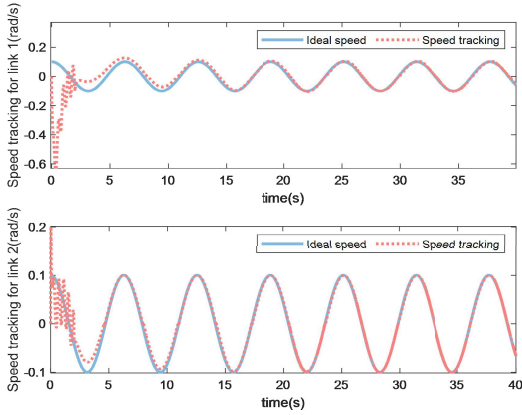 Speed tracking for link 1(rad/s)
0.2
0
-0.2
-0.4
-0.6
Ideal speed
Speed tracking
0 5 10 15 20 25 30 35
time(s)
Speed tracking for link 2(rad/s)
0.2
0.1
0
-0.1
Ideal speed
Speed tracking
0 5 10 15 20 25 30 35 40
time(s)